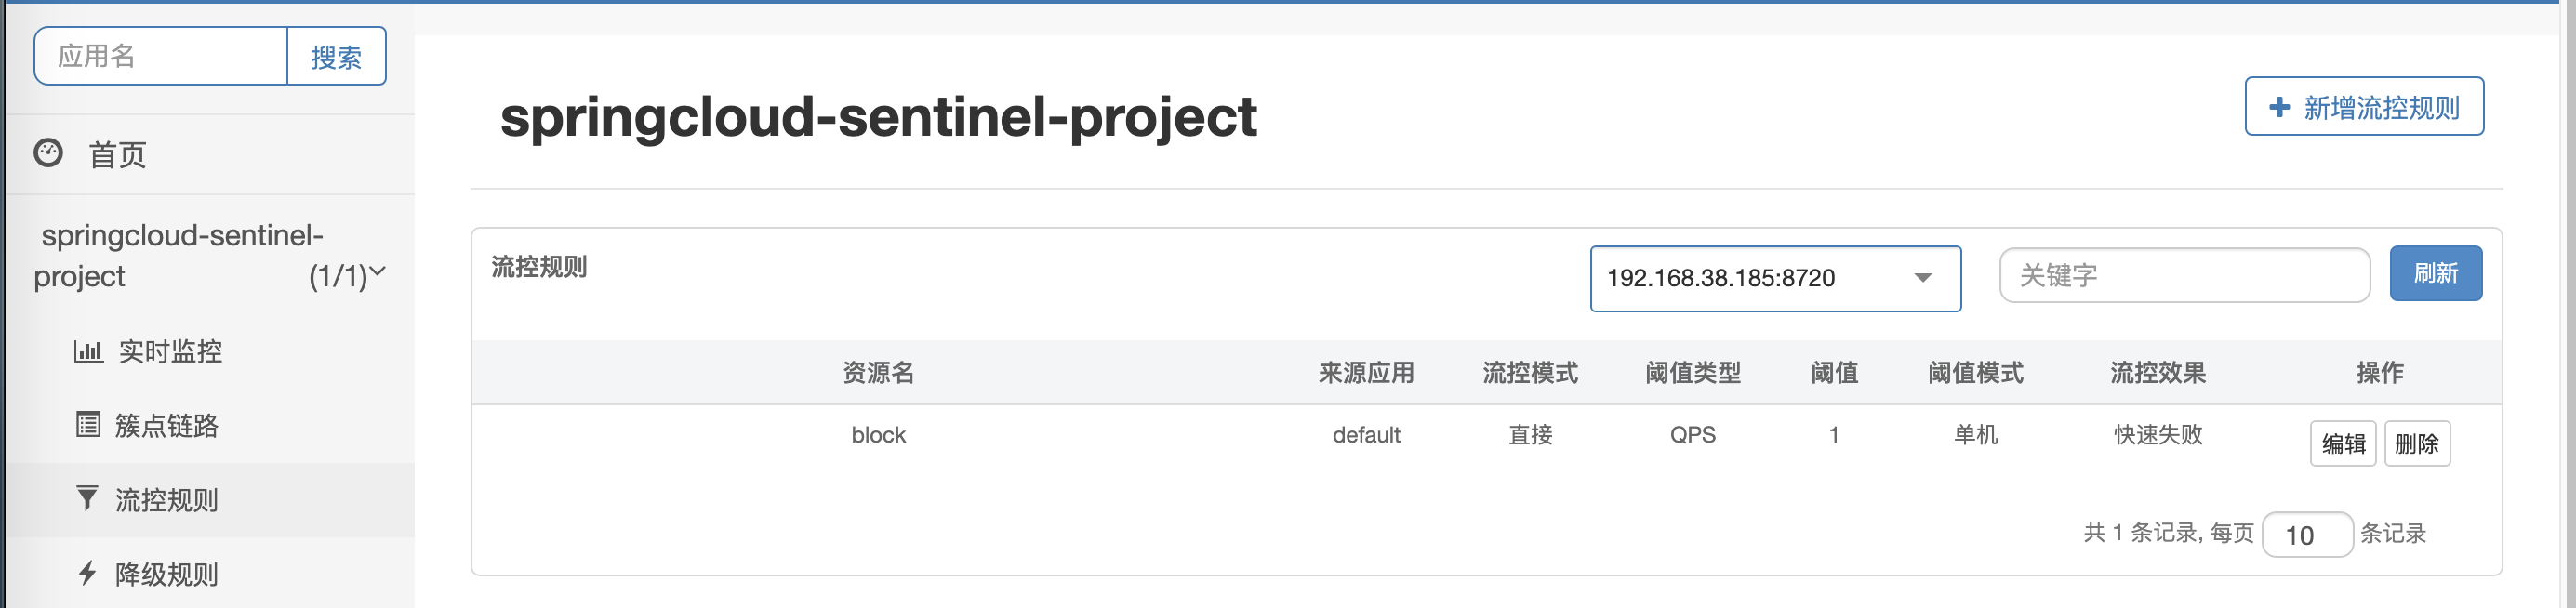 应用名 搜索
首页
springcloud-sentinel-
project (1/1)
实时监控
簇点链路
流控规则
降级规则
springcloud-sentinel-project
新增流控规则
流控规则 192.168.38.185:8720 关键字 刷新
资源名 来源应用 流控模式 阈值类型 阈值 阈值模式 流控效果 操作
block default 直接 QPS 1 单机 快速失败 编辑 删除
共 1 条记录, 每页 10 条记录